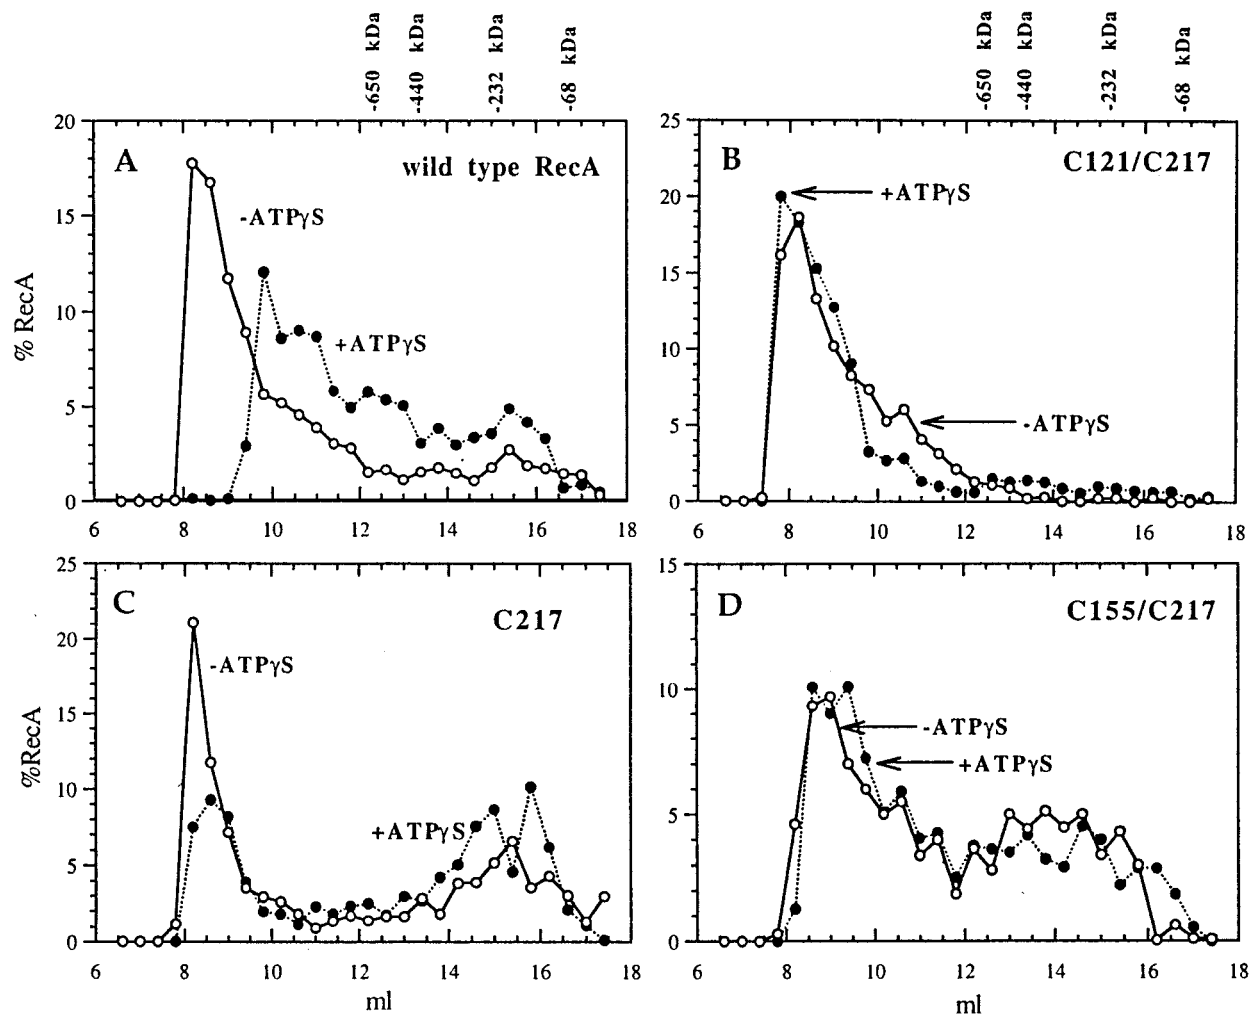 -650 kDa
-440 kDa
-232 kDa
-68 kDa
-650 kDa
-440 kDa
-232 kDa
-68 kDa
A
wild type RecA
-ATPγS
+ATPγS
% RecA
20
15
10
5
0
6 8 10 12 14 16 18
B
C121/C217
+ATPγS
-ATPγS
25
20
15
10
5
0
6 8 10 12 14 16 18
C
C217
-ATPγS
+ATPγS
%RecA
25
20
15
10
5
0
6 8 10 12 14 16 18
ml
D
C155/C217
-ATPγS
+ATPγS
15
10
5
0
6 8 10 12 14 16 18
ml